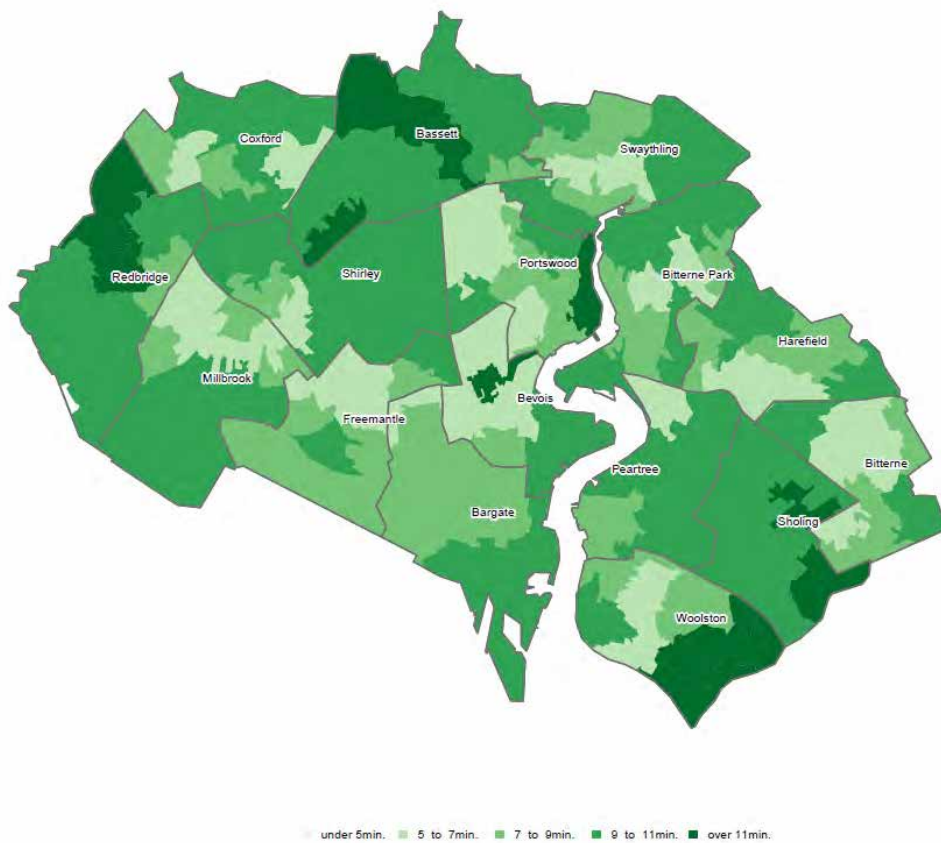 Coxford
Bassett
Swaythling
Redbridge
Shirley
Portswood
Bitterne Park
Harefield
Millbrook
Freemantle
Bevois
Bitterne
Peartree
Bargate
Sholing
Woolston
under 5min. 5 to 7min. 7 to 9min. 9 to 11min. over 11min.